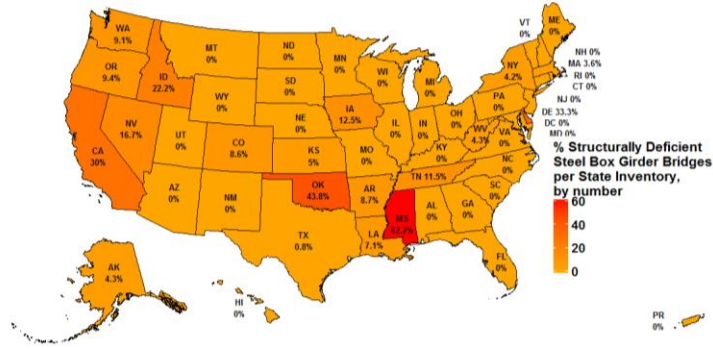 WA
9.1%
OR
9.4%
CA
30%
NV
16.7%
ID
22.2%
MT
0%
WY
0%
UT
0%
AZ
0%
CO
8.6%
NM
0%
ND
0%
SD
0%
NE
0%
KS
5%
OK
43.8%
TX
0.8%
MN
0%
IA
12.5%
MO
0%
AR
8.7%
LA
7.1%
WI
0%
IL
0%
MI
0%
IN
0%
OH
0%
KY
0%
TN 11.5%
MS
62.2%
AL
0%
GA
0%
FL
0%
SC
0%
NC
0%
VA
0%
WV
4.3%
PA
0%
NY
4.2%
VT
0%
ME
0%
NH 0%
MA 3.6%
RI 0%
CT 0%
NJ 0%
DE 33.3%
DC 0%
MD 0%
% Structurally Deficient
Steel Box Girder Bridges
per State Inventory,
by number
60
40
20
0
AK
4.3%
HI
0%
PR
0%